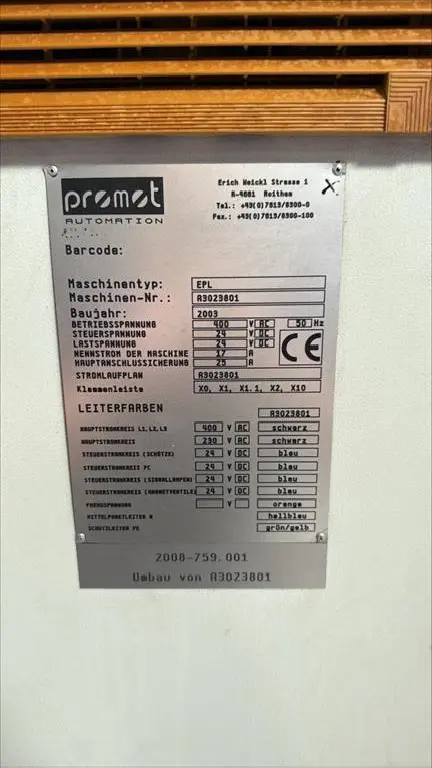 promot
AUTOMATION
Erich Weickl Strasse 1
A-4681 Roitham
Tel.: +43(0)7613/6300-0
Fax.: +43(0)7613/6300-100
X
Barcode:
Maschinentyp: EPL
Maschinen-Nr.: A3023801
Baujahr: 2003
BETRIEBSSPANNUNG 400 V AC 50 Hz
STEUERSPANNUNG 24 V DC
LASTSPANNUNG 24 V DC
NENNSTROM DER MASCHINE 17 A
HAUPTANSCHLUSSICHERUNG 25 A
CE
STROMLAUFPLAN A3023801
Klemmenleiste X0, X1, X1.1, X2, X10
LEITERFARBEN A3023801
HAUPTSTROMKREIS L1,L2,L3 400 V AC schwarz
HAUPTSTROMKREIS 230 V AC schwarz
STEUERSTROMKREIS (SCHÜTZE) 24 V DC blau
STEUERSTROMKREIS PC 24 V DC blau
STEUERSTROMKREIS (SIGNALLAMPEN) 24 V DC blau
STEUERSTROMKREIS (MAGNETVENTILE) 24 V DC blau
FREMDSPANNUNG V orange
MITTELPUNKTLEITER N hellblau
SCHUTZLEITER PE grün/gelb
2008-759.001
Umbau von A3023801